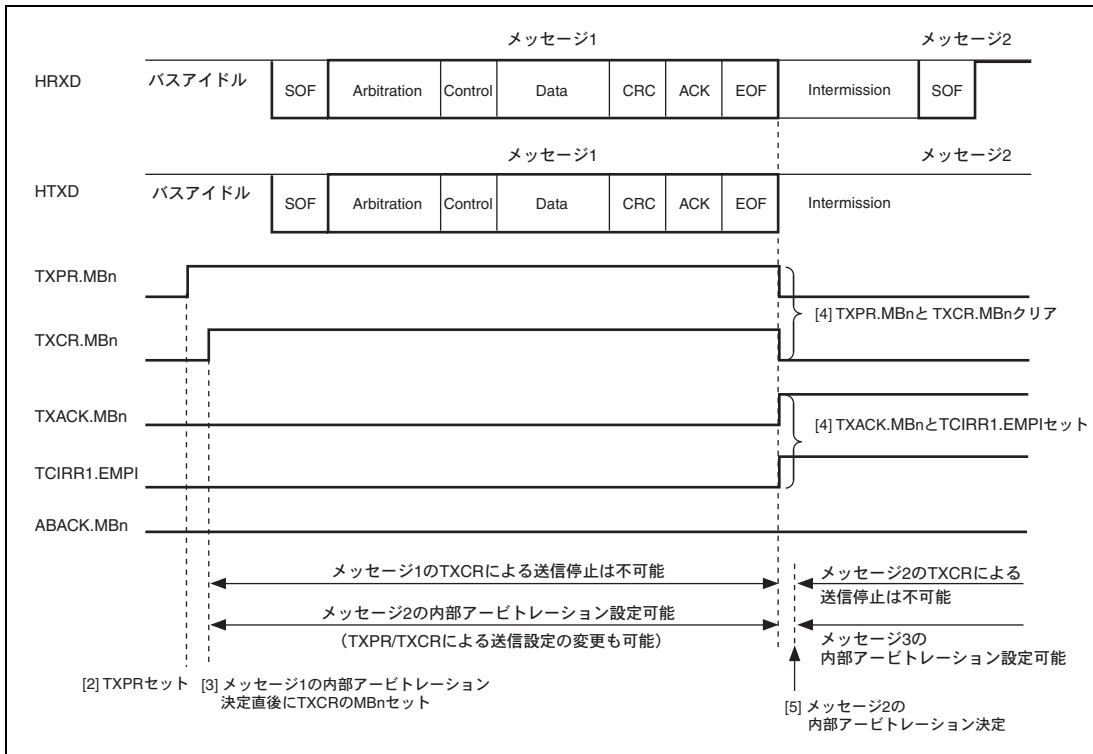 メッセージ1
メッセージ2
HRXD
バスアイドル
SOF
Arbitration
Control
Data
CRC
ACK
EOF
Intermission
SOF
メッセージ1
メッセージ2
HTXD
バスアイドル
SOF
Arbitration
Control
Data
CRC
ACK
EOF
Intermission
TXPR.MBn
[4] TXPR.MBnとTXCR.MBnクリア
TXCR.MBn
TXACK.MBn
[4] TXACK.MBnとTCIRR1.EMPIセット
TCIRR1.EMPI
ABACK.MBn
メッセージ1のTXCRによる送信停止は不可能
メッセージ2のTXCRによる
送信停止は不可能
メッセージ2の内部アービトレーション設定可能
(TXPR/TXCRによる送信設定の変更も可能)
メッセージ3の
内部アービトレーション設定可能
[2] TXPRセット
[3] メッセージ1の内部アービトレーション
決定直後にTXCRのMBnセット
[5] メッセージ2の
内部アービトレーション決定